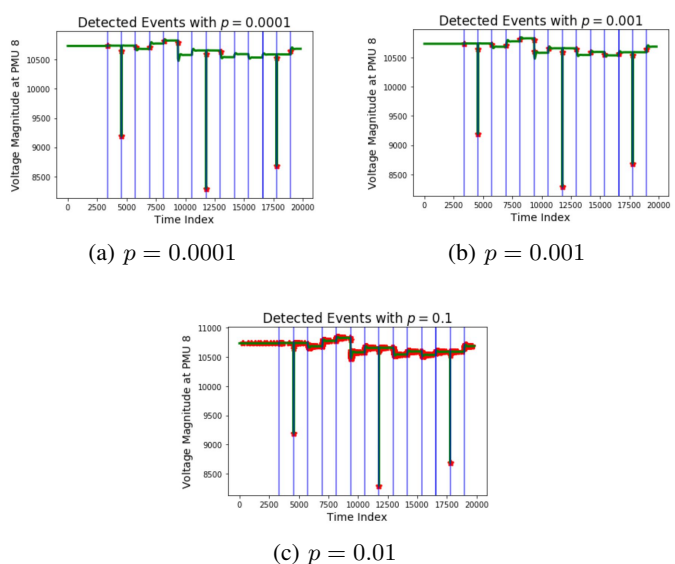 Detected Events with p = 0.0001
Voltage Magnitude at PMU 8
10500
10000
9500
9000
8500
0 2500 5000 7500 10000 12500 15000 17500 20000
Time Index
(a) p = 0.0001
Detected Events with p = 0.001
Voltage Magnitude at PMU 8
10500
10000
9500
9000
8500
0 2500 5000 7500 10000 12500 15000 17500 20000
Time Index
(b) p = 0.001
Detected Events with p = 0.1
Voltage Magnitude at PMU 8
11000
10500
10000
9500
9000
8500
0 2500 5000 7500 10000 12500 15000 17500 20000
Time Index
(c) p = 0.01